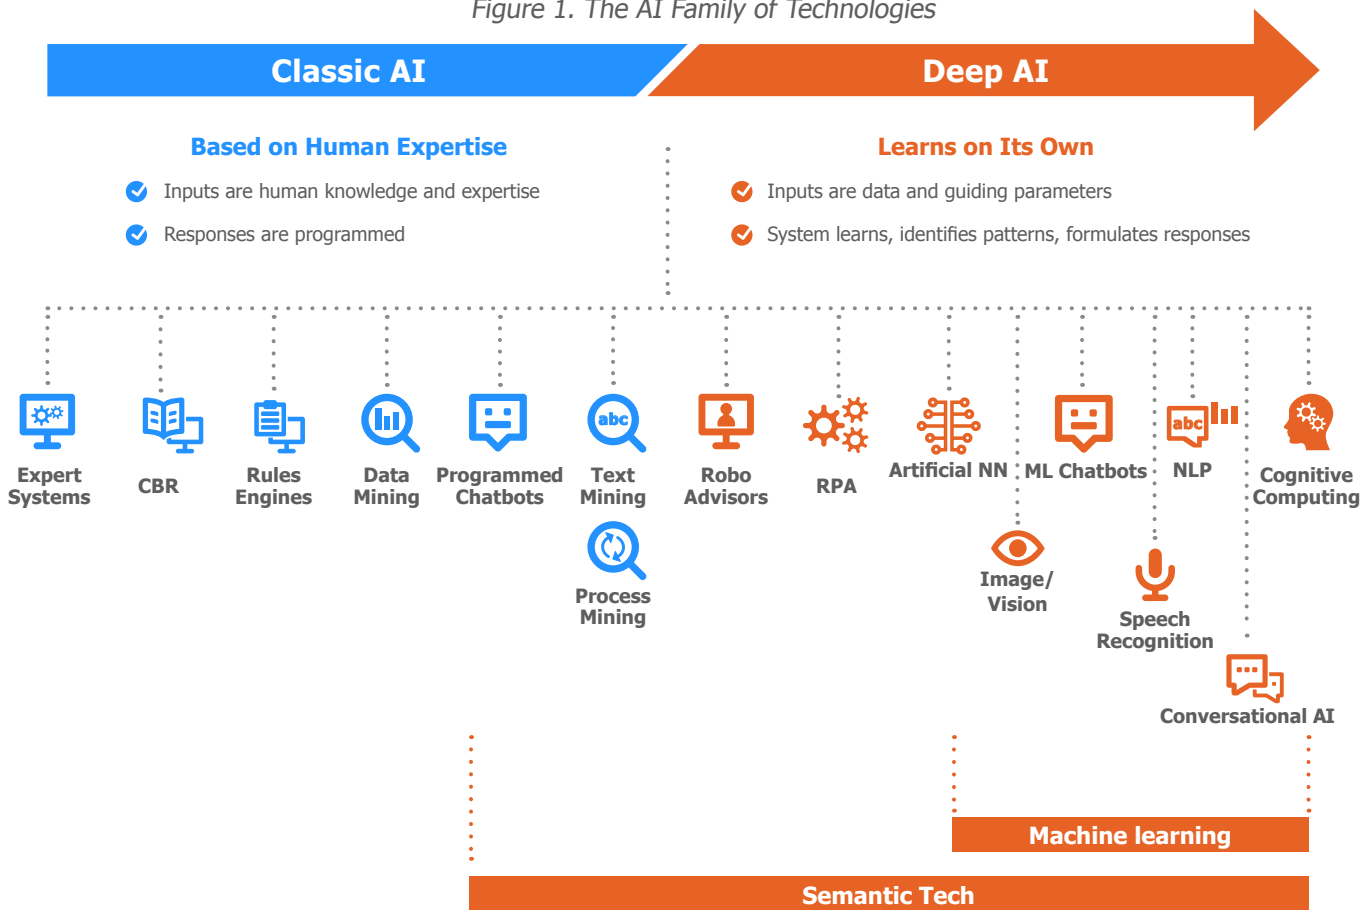 Figure 1. The AI Family of Technologies
Classic AI
Deep AI
Based on Human Expertise
Inputs are human knowledge and expertise
Responses are programmed
Learns on Its Own
Inputs are data and guiding parameters
System learns, identifies patterns, formulates responses
Expert
Systems
CBR
Rules
Engines
Data
Mining
Programmed
Chatbots
abc
Text
Mining
Process
Mining
Robo
Advisors
RPA
Artificial NN
Image/
Vision
ML Chatbots
Speech
Recognition
abc
NLP
Conversational AI
Cognitive
Computing
Machine learning
Semantic Tech